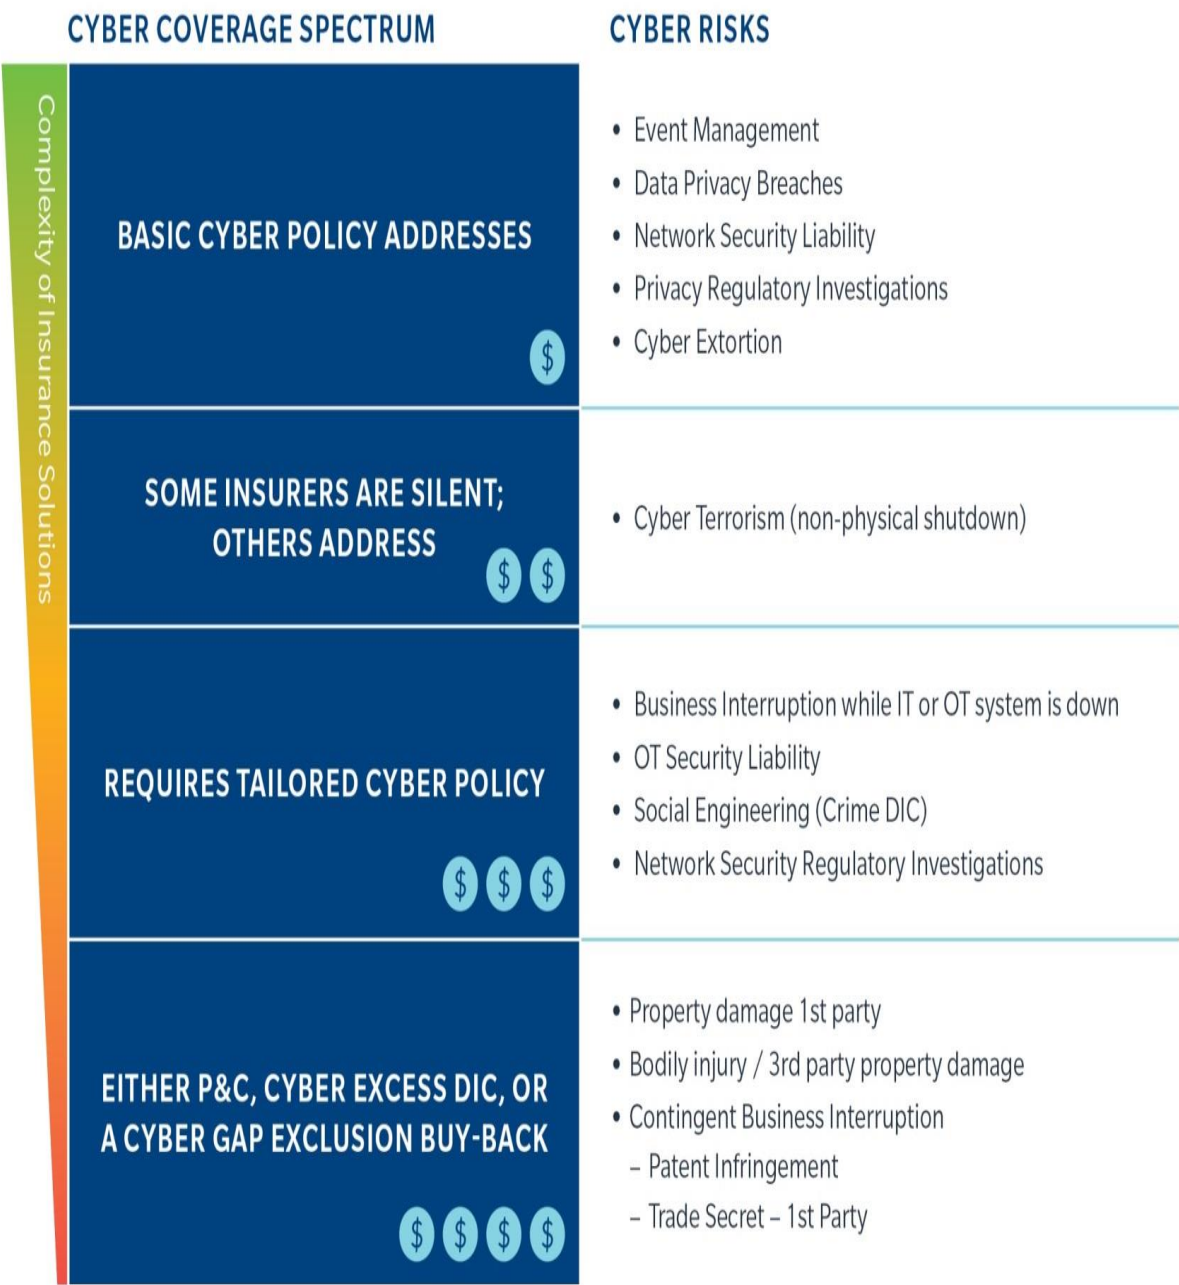 CYBER COVERAGE SPECTRUM
CYBER RISKS
Complexity of Insurance Solutions
BASIC CYBER POLICY ADDRESSES
$
• Event Management
• Data Privacy Breaches
• Network Security Liability
• Privacy Regulatory Investigations
• Cyber Extortion
SOME INSURERS ARE SILENT;
OTHERS ADDRESS
$ $
• Cyber Terrorism (non-physical shutdown)
REQUIRES TAILORED CYBER POLICY
$ $ $
• Business Interruption while IT or OT system is down
• OT Security Liability
• Social Engineering (Crime DIC)
• Network Security Regulatory Investigations
EITHER P&C, CYBER EXCESS DIC, OR
A CYBER GAP EXCLUSION BUY-BACK
$ $ $ $
• Property damage 1st party
• Bodily injury / 3rd party property damage
• Contingent Business Interruption
– Patent Infringement
– Trade Secret – 1st Party